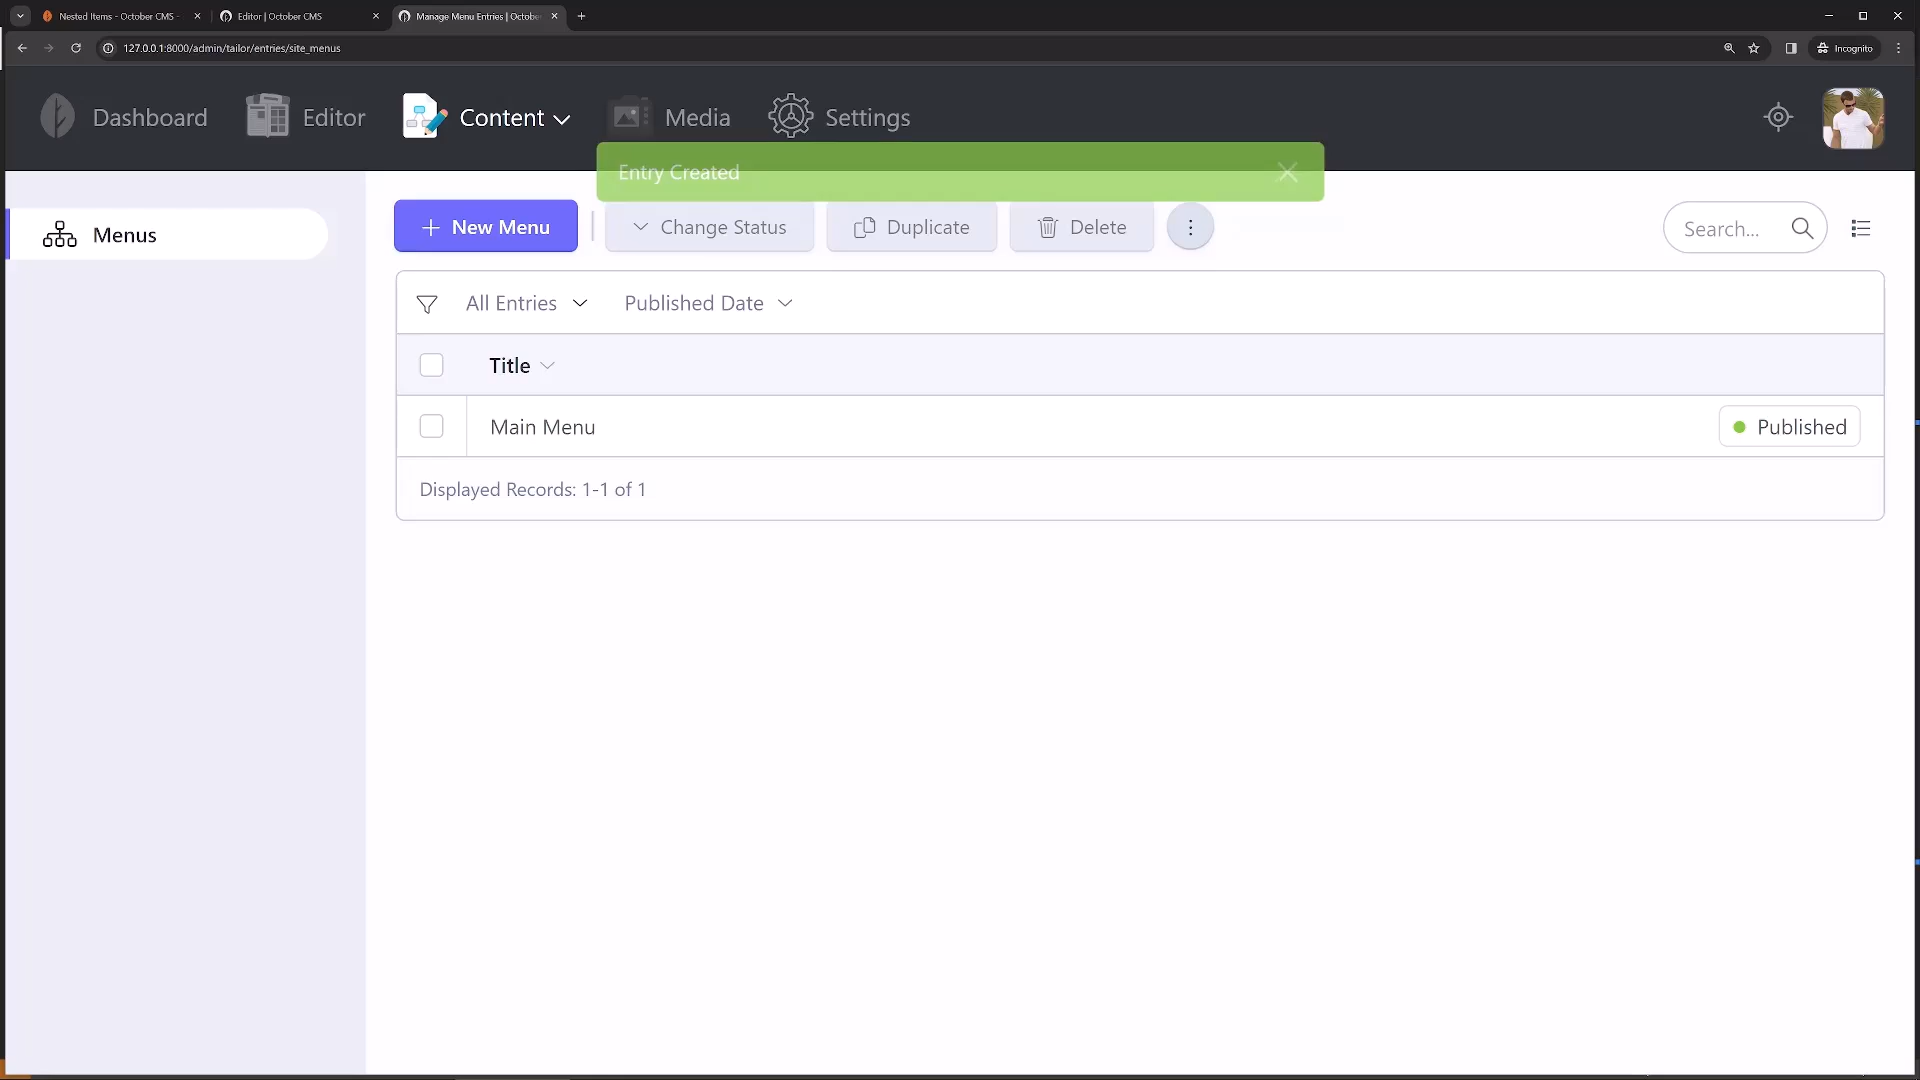 Nested Items - October CMS -
Editor | October CMS
Manage Menu Entries | Octobe
127.0.0.1:8000/admin/tailor/entries/site_menus
Incognito
Dashboard
Editor
Content
Media
Settings
Entry Created
Menus
New Menu
Change Status
Duplicate
Delete
Search...
All Entries
Published Date
Title
Main Menu
Published
Displayed Records: 1-1 of 1